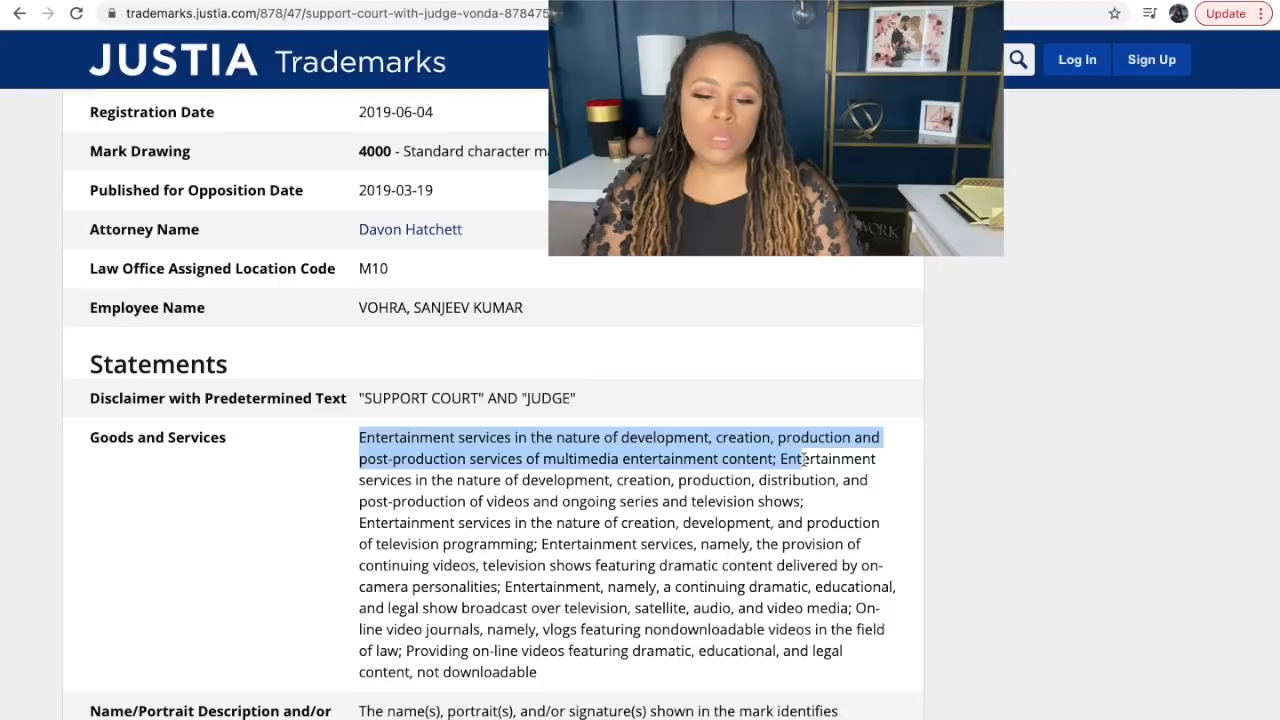 trademarks.justia.com/878/47/support-court-with-judge-vonda-878475
Update
JUSTIA Trademarks
Log In
Sign Up
Registration Date 2019-06-04
Mark Drawing 4000 - Standard character
Published for Opposition Date 2019-03-19
Attorney Name Davon Hatchett
Law Office Assigned Location Code M10
Employee Name VOHRA, SANJEEV KUMAR
Statements
Disclaimer with Predetermined Text "SUPPORT COURT" AND "JUDGE"
Goods and Services Entertainment services in the nature of development, creation, production and
post-production services of multimedia entertainment content; Entertainment
services in the nature of development, creation, production, distribution, and
post-production of videos and ongoing series and television shows;
Entertainment services in the nature of creation, development, and production
of television programming; Entertainment services, namely, the provision of
continuing videos, television shows featuring dramatic content delivered by on-
camera personalities; Entertainment, namely, a continuing dramatic, educational,
and legal show broadcast over television, satellite, audio, and video media; On-
line video journals, namely, vlogs featuring nondownloadable videos in the field
of law; Providing on-line videos featuring dramatic, educational, and legal
content, not downloadable
Name/Portrait Description and/or The name(s), portrait(s), and/or signature(s) shown in the mark identifies